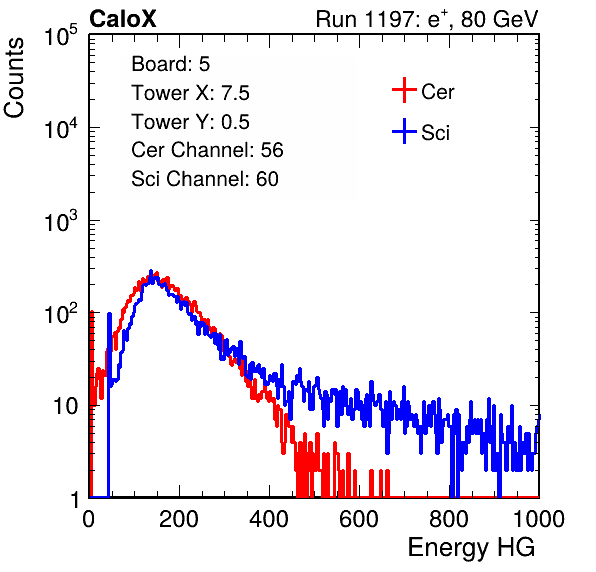 CaloX Run 1197: e⁺, 80 GeV
Counts
10⁵
10⁴
10³
10²
10
1
Board: 5
Tower X: 7.5
Tower Y: 0.5
Cer Channel: 56
Sci Channel: 60
Cer
Sci
0 200 400 600 800 1000
Energy HG